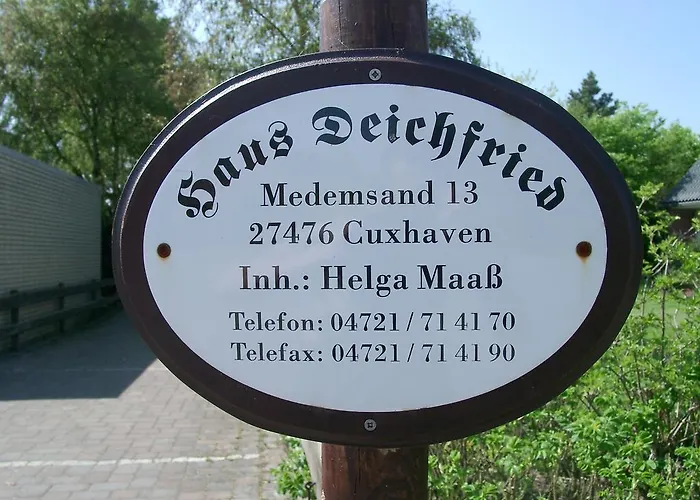 Haus Deichfried
Medemsand 13
27476 Cuxhaven
Inh.: Helga Maaß
Telefon: 04721 / 71 41 70
Telefax: 04721 / 71 41 90